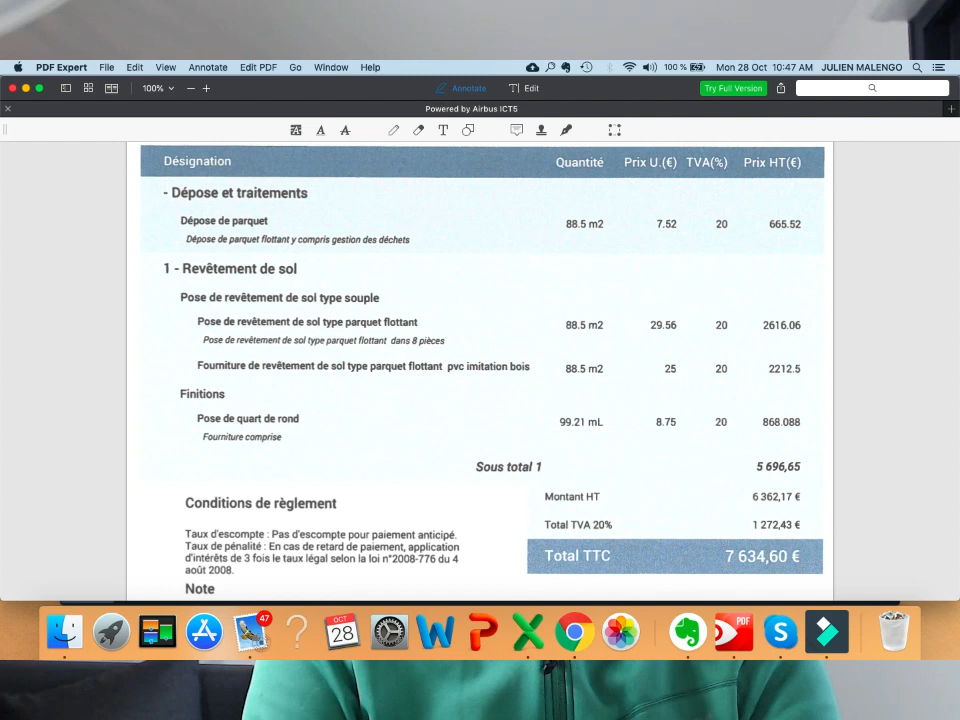 PDF Expert File Edit View Annotate Edit PDF Go Window Help 100 % Mon 28 Oct 10:47 AM JULIEN MALENGO
100% Annotate Edit Try Full Version
Powered by Airbus ICT5
Désignation Quantité Prix U.(€) TVA(%) Prix HT(€)
- Dépose et traitements
Dépose de parquet 88.5 m2 7.52 20 665.52
Dépose de parquet flottant y compris gestion des déchets
1 - Revêtement de sol
Pose de revêtement de sol type souple
Pose de revêtement de sol type parquet flottant 88.5 m2 29.56 20 2616.06
Pose de revêtement de sol type parquet flottant dans 8 pièces
Fourniture de revêtement de sol type parquet flottant pvc imitation bois 88.5 m2 25 20 2212.5
Finitions
Pose de quart de rond 99.21 mL 8.75 20 868.088
Fourniture comprise
Sous total 1 5 696,65
Conditions de règlement
Montant HT 6 362,17 €
Total TVA 20% 1 272,43 €
Total TTC 7 634,60 €
Taux d'escompte : Pas d'escompte pour paiement anticipé.
Taux de pénalité : En cas de retard de paiement, application
d'intérêts de 3 fois le taux légal selon la loi n°2008-776 du 4
août 2008.
Note
47
OCT
28
PDF